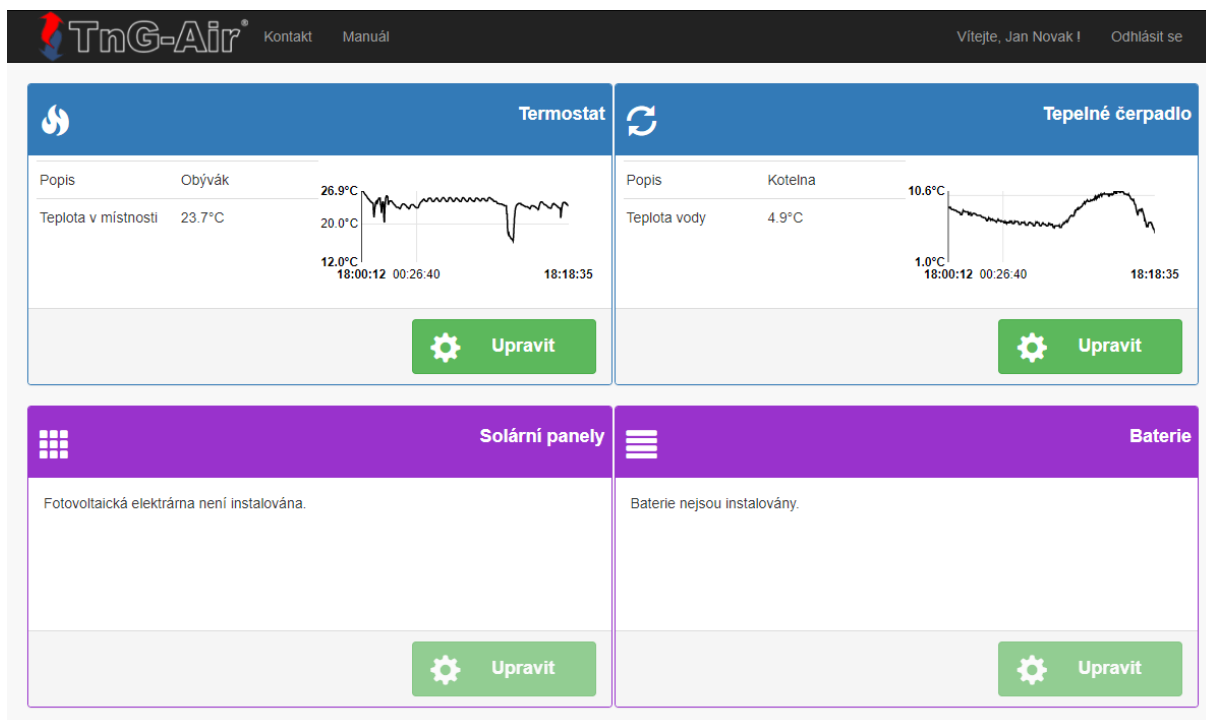 TnG-Air® Kontakt Manuál Vítejte, Jan Novak ! Odhlásit se
Termostat
Popis Obývák
Teplota v místnosti 23.7°C
26.9°C
20.0°C
12.0°C
18:00:12 00:26:40 18:18:35
Upravit
Tepelné čerpadlo
Popis Kotelna
Teplota vody 4.9°C
10.6°C
1.0°C
18:00:12 00:26:40 18:18:35
Upravit
Solární panely
Fotovoltaická elektrárna není instalována.
Upravit
Baterie
Baterie nejsou instalovány.
Upravit